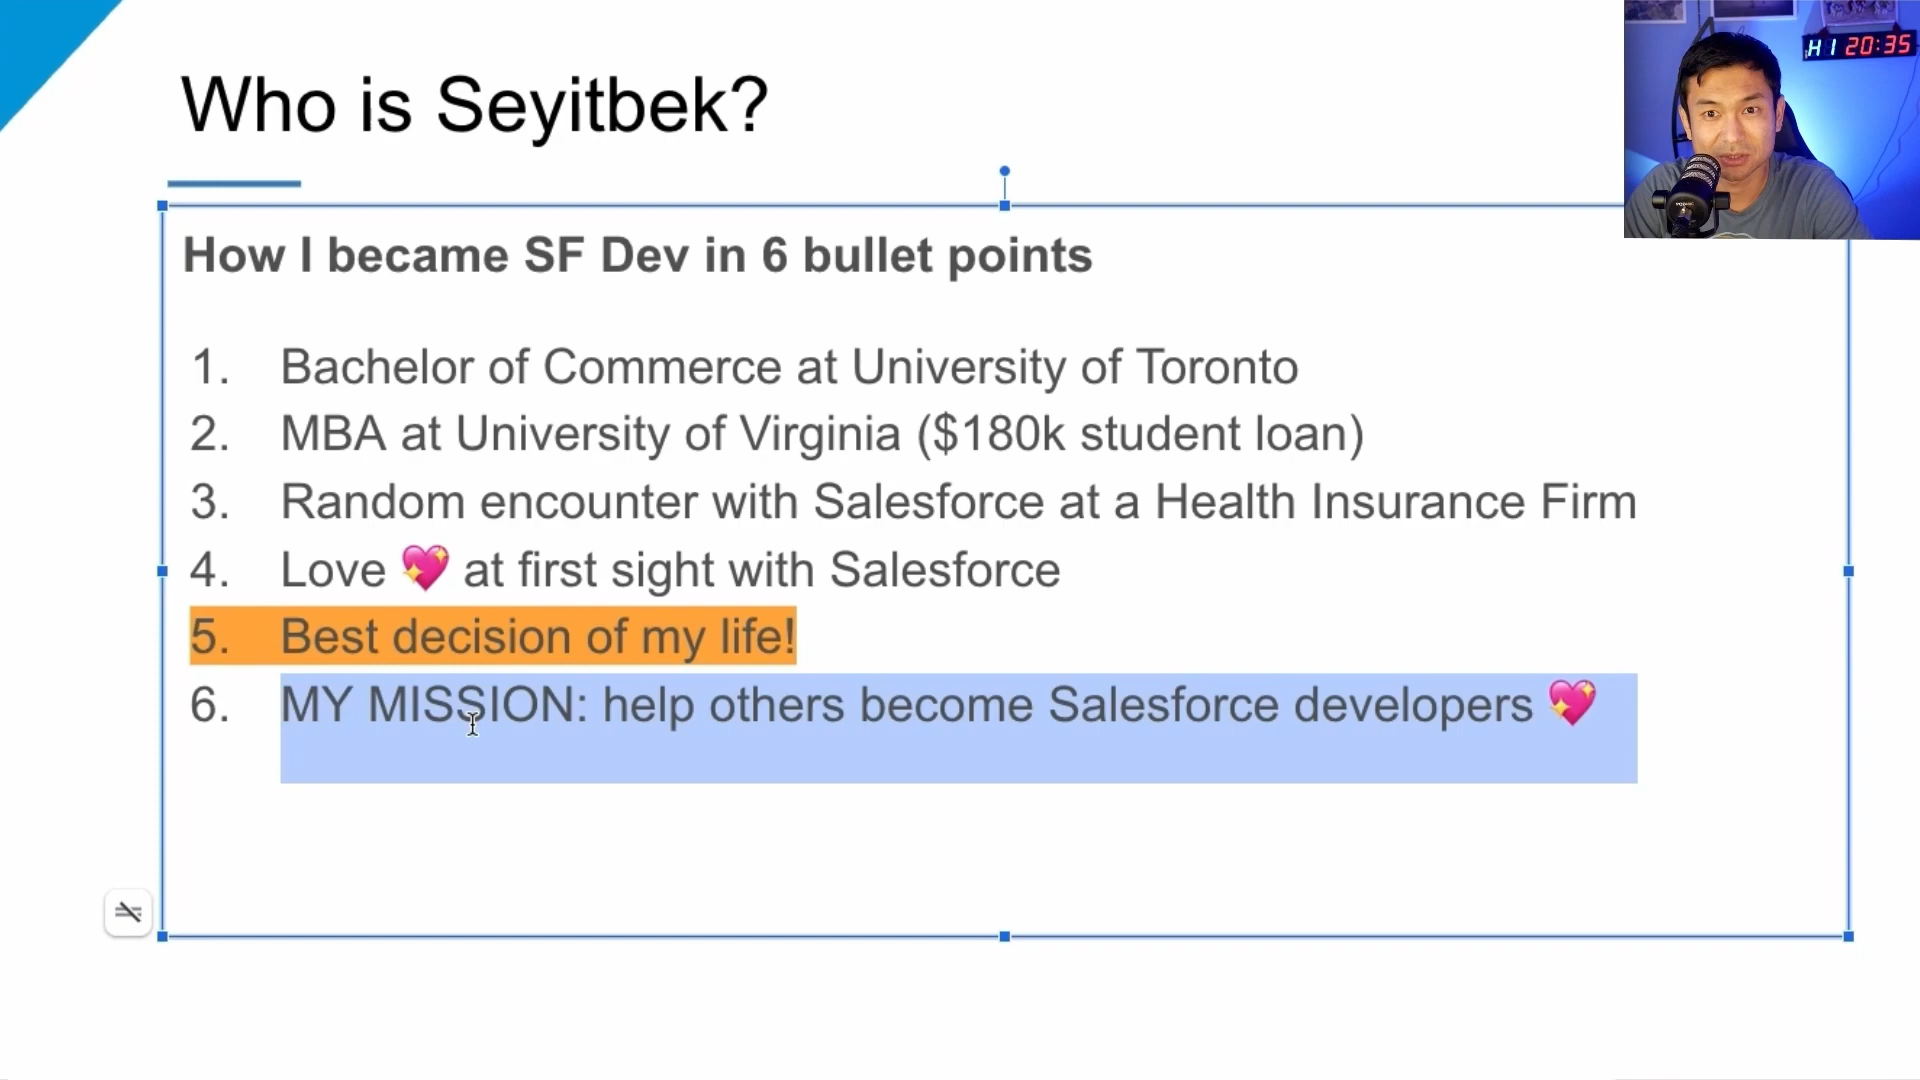 Who is Seyitbek?
HI 20:35
How I became SF Dev in 6 bullet points
1. Bachelor of Commerce at University of Toronto
2. MBA at University of Virginia ($180k student loan)
3. Random encounter with Salesforce at a Health Insurance Firm
4. Love 💖 at first sight with Salesforce
5. Best decision of my life!
6. MY MISSION: help others become Salesforce developers 💖